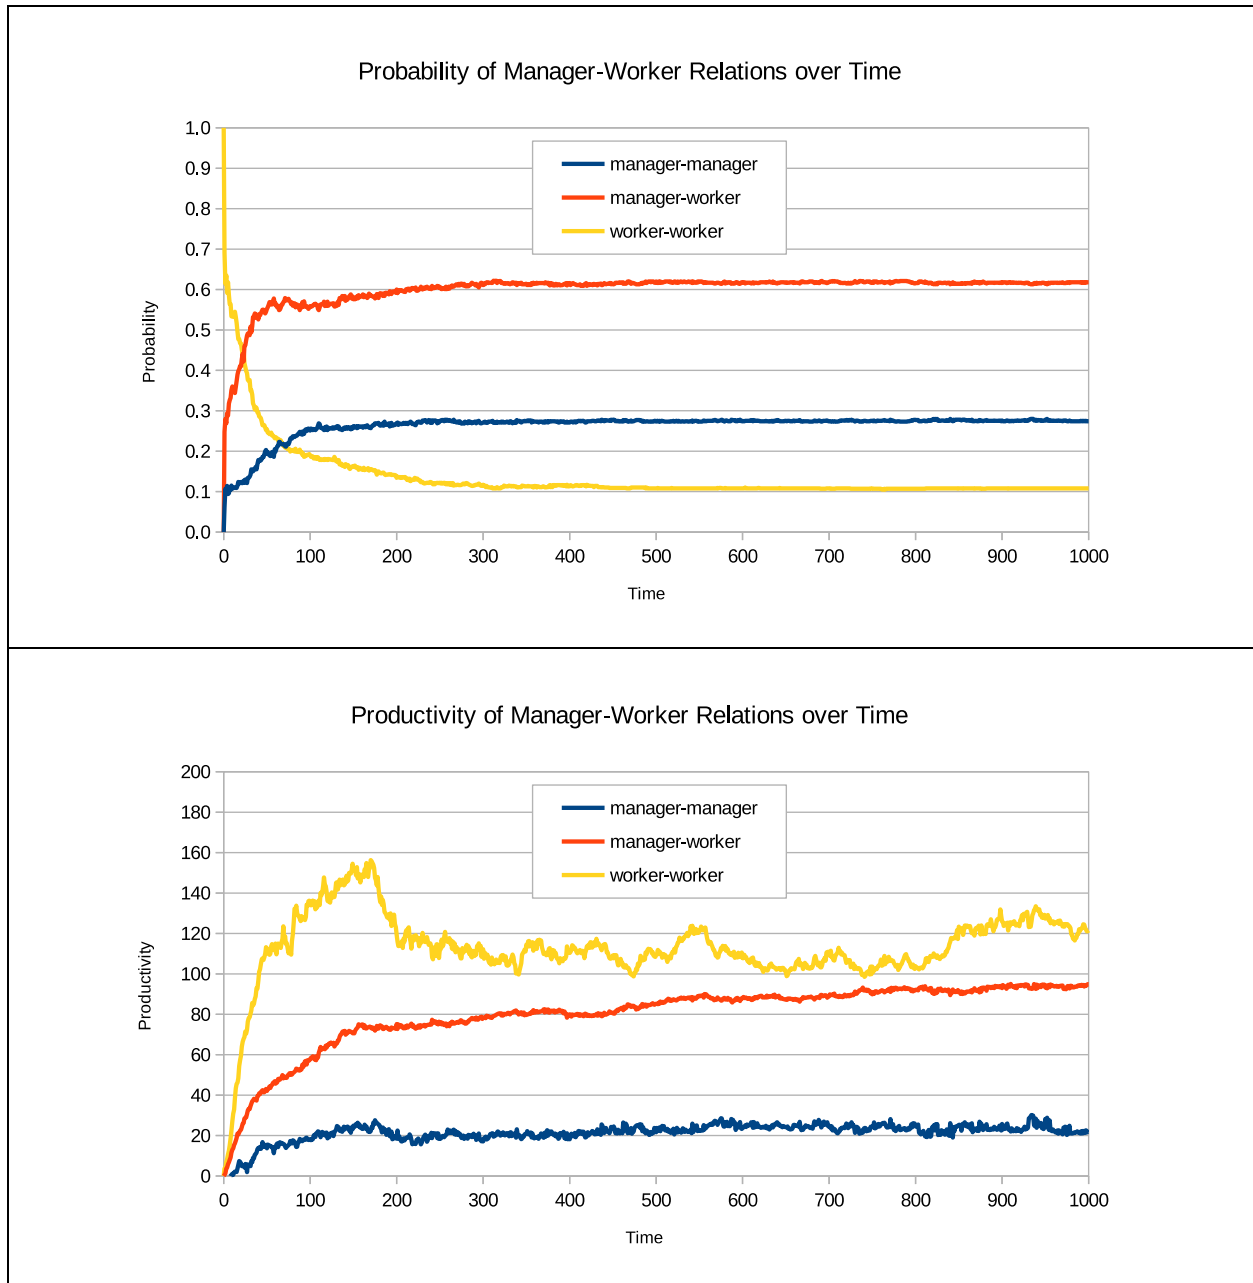 Probability of Manager-Worker Relations over Time
1.0
0.9
0.8
0.7
0.6
0.5
0.4
0.3
0.2
0.1
0.0
Probability
manager-manager
manager-worker
worker-worker
0 100 200 300 400 500 600 700 800 900 1000
Time
Productivity of Manager-Worker Relations over Time
200
180
160
140
120
100
80
60
40
20
0
Productivity
manager-manager
manager-worker
worker-worker
0 100 200 300 400 500 600 700 800 900 1000
Time